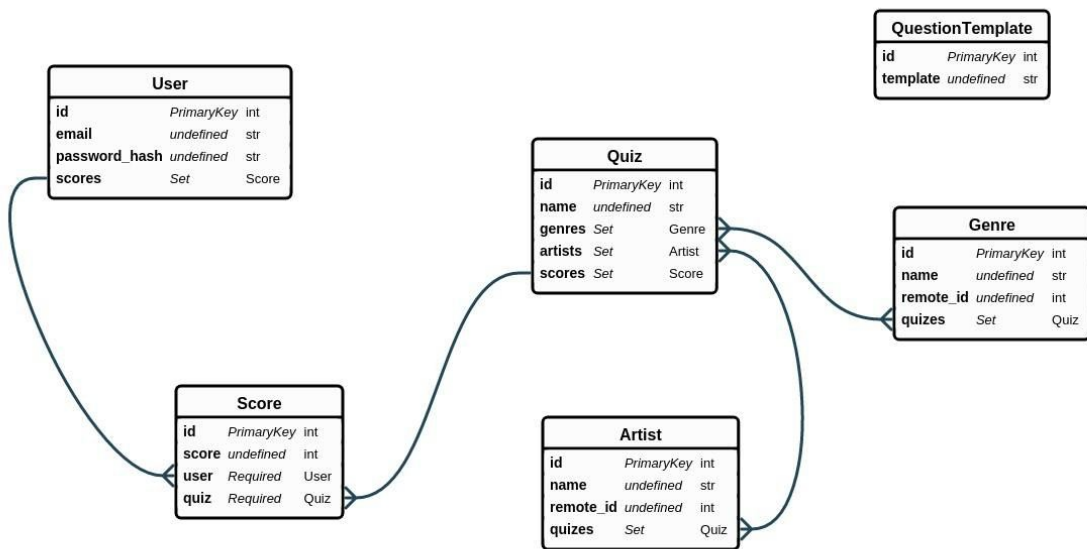 QuestionTemplate
id PrimaryKey int
template undefined str
User
id PrimaryKey int
email undefined str
password_hash undefined str
scores Set Score
Quiz
id PrimaryKey int
name undefined str
genres Set Genre
artists Set Artist
scores Set Score
Genre
id PrimaryKey int
name undefined str
remote_id undefined int
quizes Set Quiz
Score
id PrimaryKey int
score undefined int
user Required User
quiz Required Quiz
Artist
id PrimaryKey int
name undefined str
remote_id undefined int
quizes Set Quiz